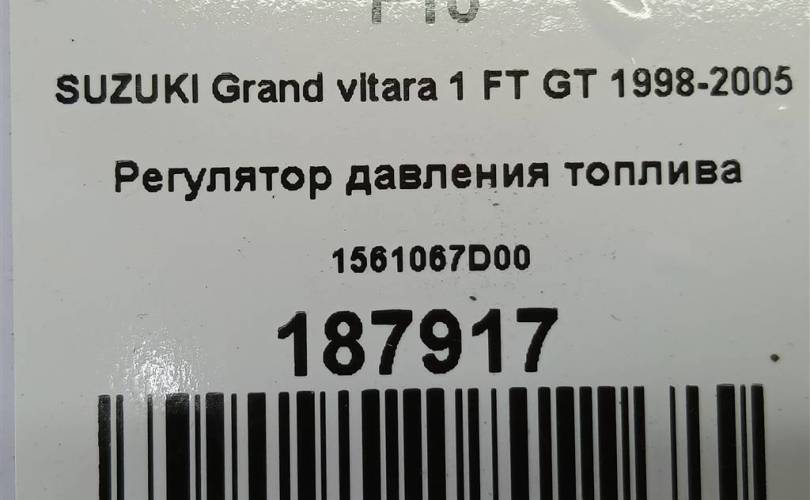 SUZUKI Grand vItara 1 FT GT 1998-2005
Регулятор давления топлива
1561067D00
187917